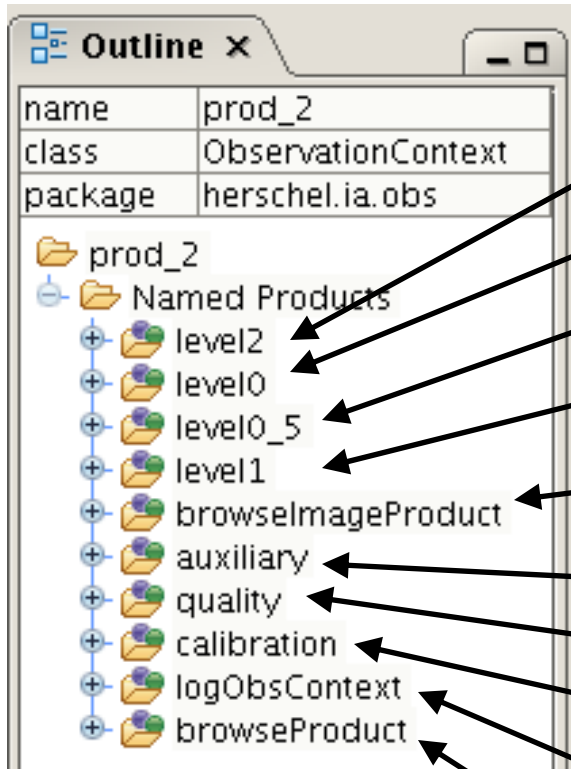 Outline
name prod_2
class ObservationContext
package herschel.ia.obs
prod_2
Named Products
level2
level0
level0_5
level1
browseImageProduct
auxiliary
quality
calibration
logObsContext
browseProduct